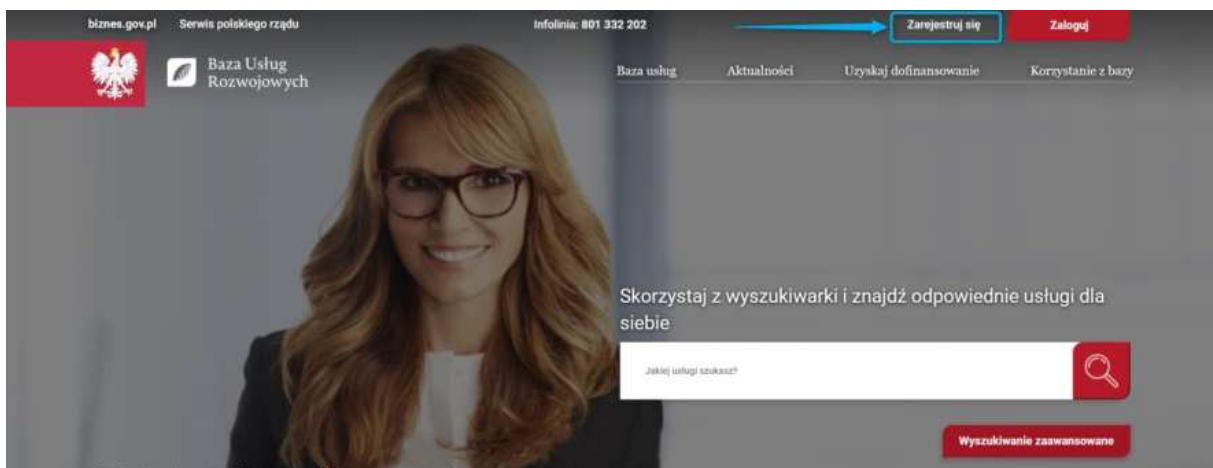 biznes.gov.pl Serwis polskiego rządu Infolinia: 801 332 202 Zarejestruj się Zaloguj
Baza Usług
Rozwojowych
Baza usług Aktualności Uzyskaj dofinansowanie Korzystanie z bazy
Skorzystaj z wyszukiwarki i znajdź odpowiednie usługi dla
siebie
Jakiej usługi szukasz?
Wyszukiwanie zaawansowane